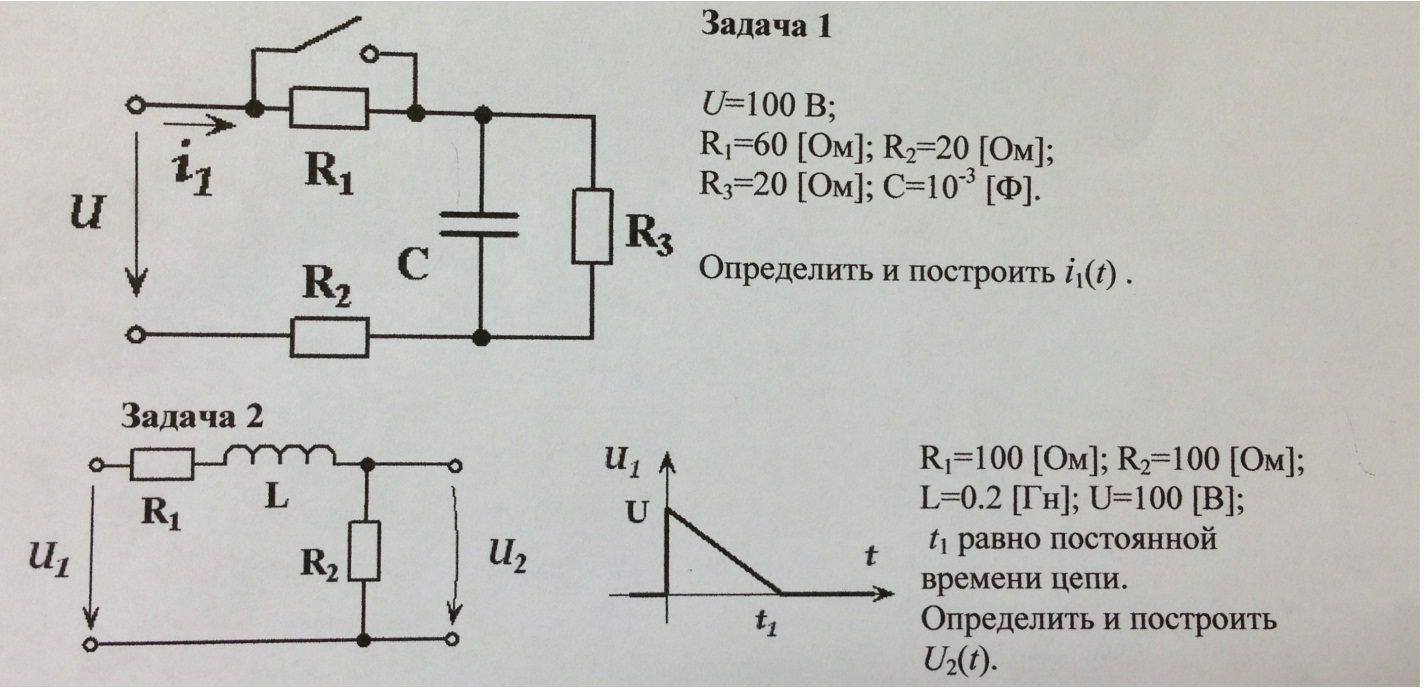 Задача 1
U=100 В;
R₁=60 [Ом]; R₂=20 [Ом];
R₃=20 [Ом]; C=10⁻³ [Ф].
Определить и построить i₁(t) .
i₁
R₁
u
C
R₃
R₂
Задача 2
R₁
L
R₂
u₁
u₂
u₁
U
t
t₁
R₁=100 [Ом]; R₂=100 [Ом];
L=0.2 [Гн]; U=100 [В];
t₁ равно постоянной
времени цепи.
Определить и построить
U₂(t).